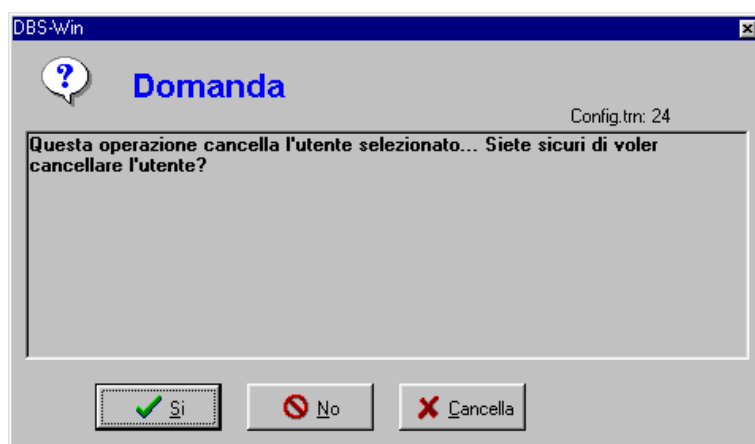 DBS-Win
Domanda
Config.trn: 24
Questa operazione cancella l'utente selezionato... Siete sicuri di voler
cancellare l'utente?
Si
No
Cancella